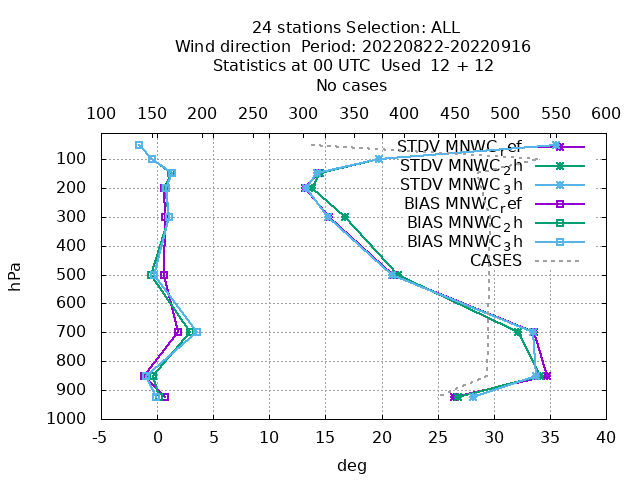 24 stations Selection: ALL
Wind direction  Period: 20220822-20220916
Statistics at 00 UTC  Used  12 + 12
No cases
100 150 200 250 300 350 400 450 500 550 600
STDV MNWC_ref
STDV MNWC_2h
STDV MNWC_3h
BIAS MNWC_ref
BIAS MNWC_2h
BIAS MNWC_3h
CASES
hPa
100
200
300
400
500
600
700
800
900
1000
-5 0 5 10 15 20 25 30 35 40
deg